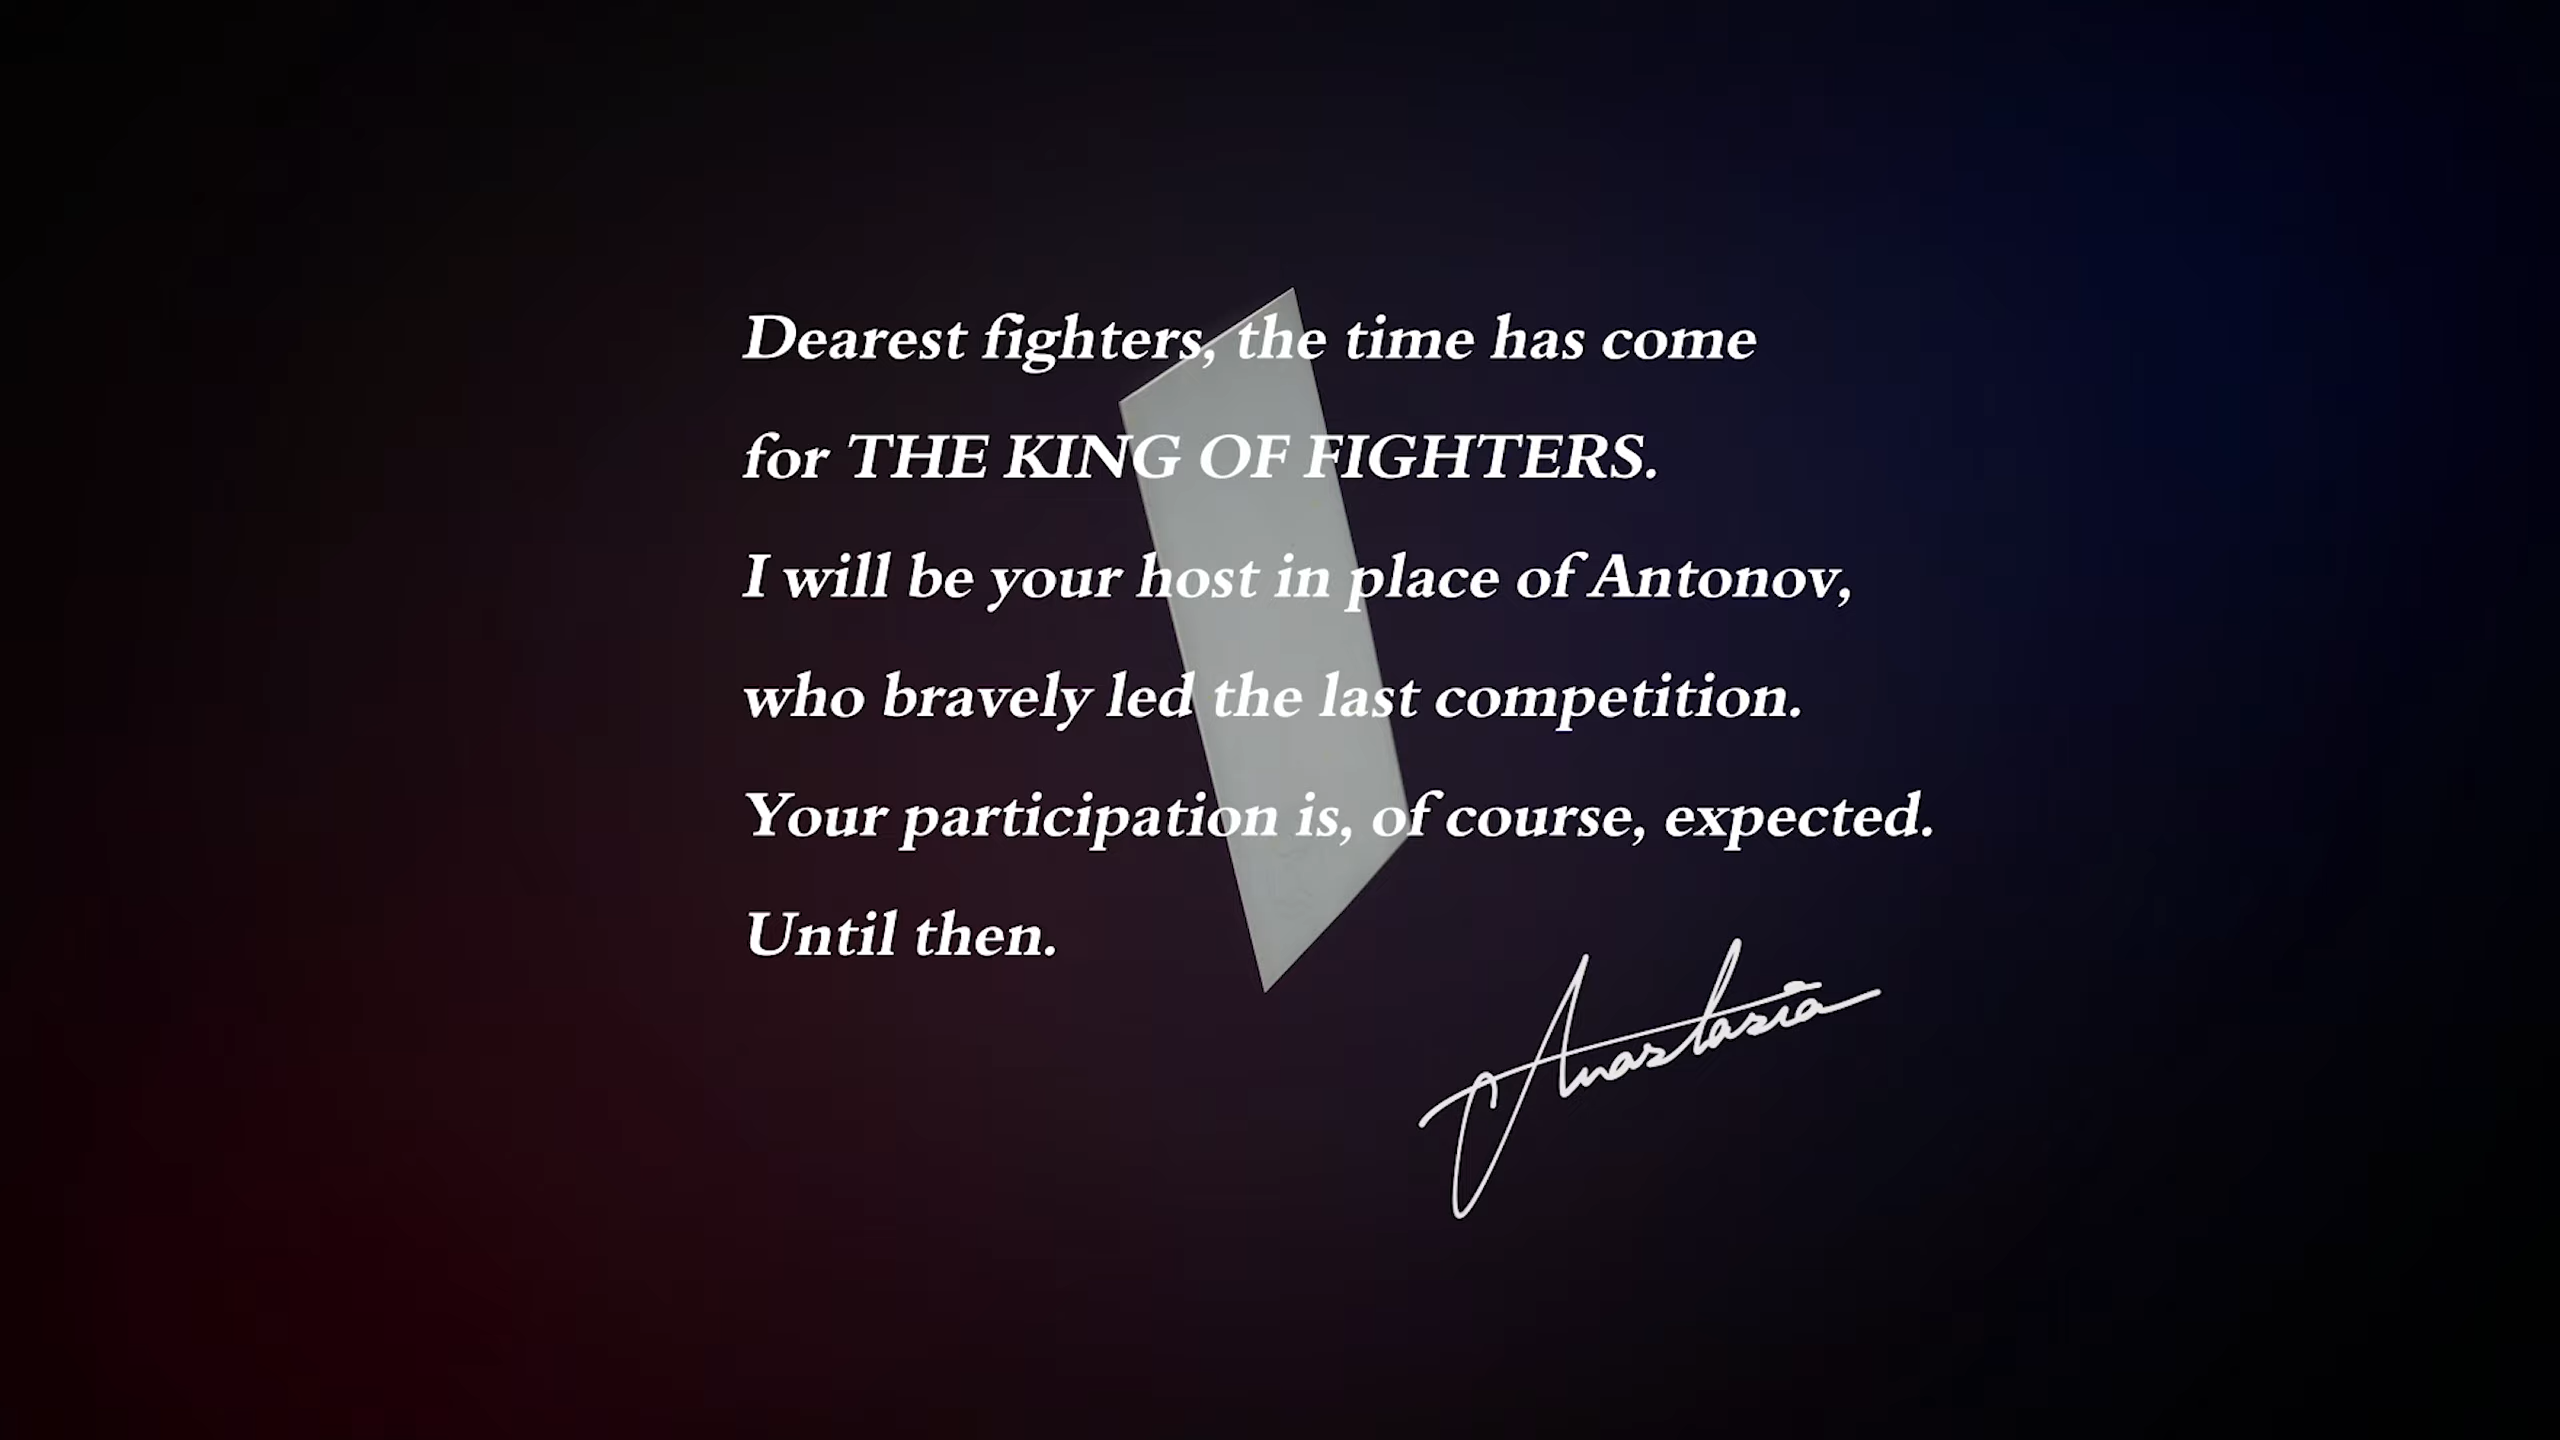 Dearest fighters, the time has come
for THE KING OF FIGHTERS.
I will be your host in place of Antonov,
who bravely led the last competition.
Your participation is, of course, expected.
Until then.
Anastasia